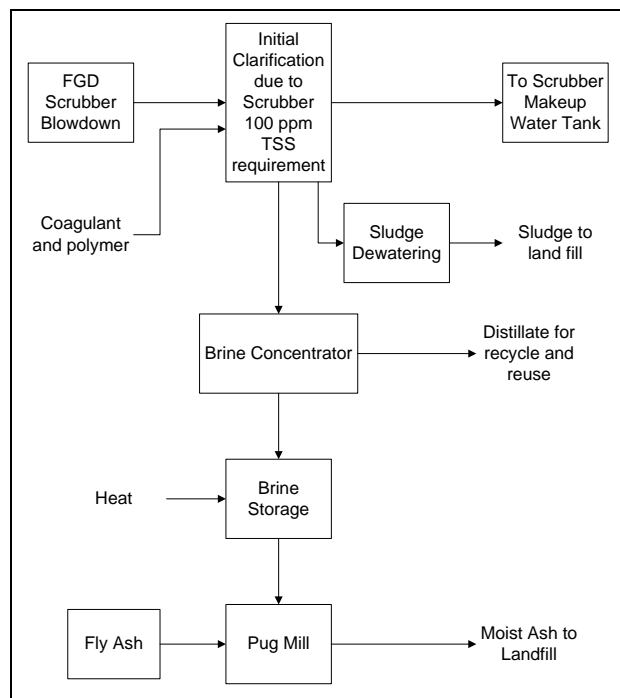 FGD
Scrubber
Blowdown
Initial
Clarification
due to
Scrubber
100 ppm
TSS
requirement
To Scrubber
Makeup
Water Tank
Coagulant
and polymer
Sludge
Dewatering
Sludge to
land fill
Brine Concentrator
Distillate for
recycle and
reuse
Heat
Brine
Storage
Fly Ash
Pug Mill
Moist Ash to
Landfill